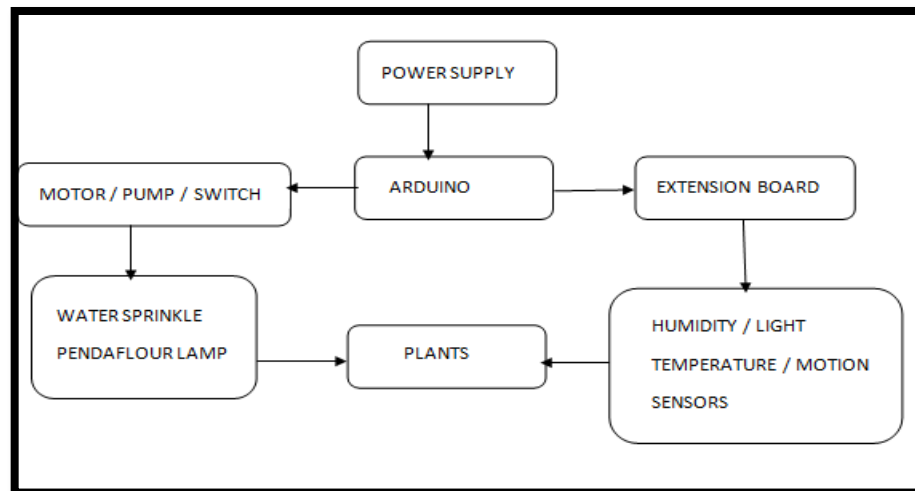 POWER SUPPLY
MOTOR / PUMP / SWITCH
ARDUINO
EXTENSION BOARD
WATER SPRINKLE
PENDAFLOUR LAMP
PLANTS
HUMIDITY / LIGHT
TEMPERATURE / MOTION
SENSORS